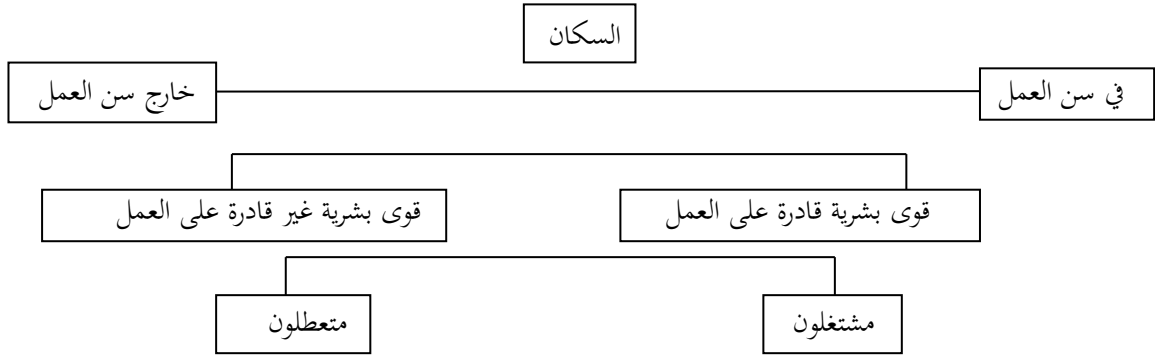 السكان
في سن العمل
خارج سن العمل
قوى بشرية قادرة على العمل
قوى بشرية غير قادرة على العمل
مشتغلون
متعطلون